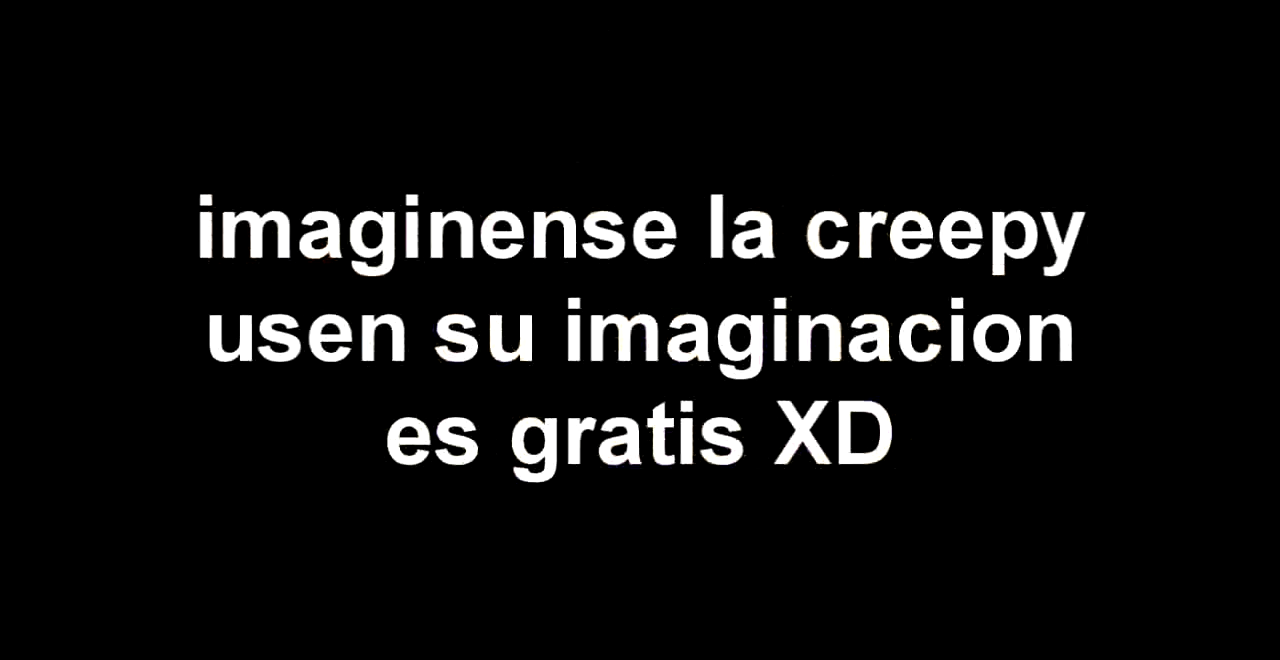 imaginense la creepy
usen su imaginacion
es gratis XD